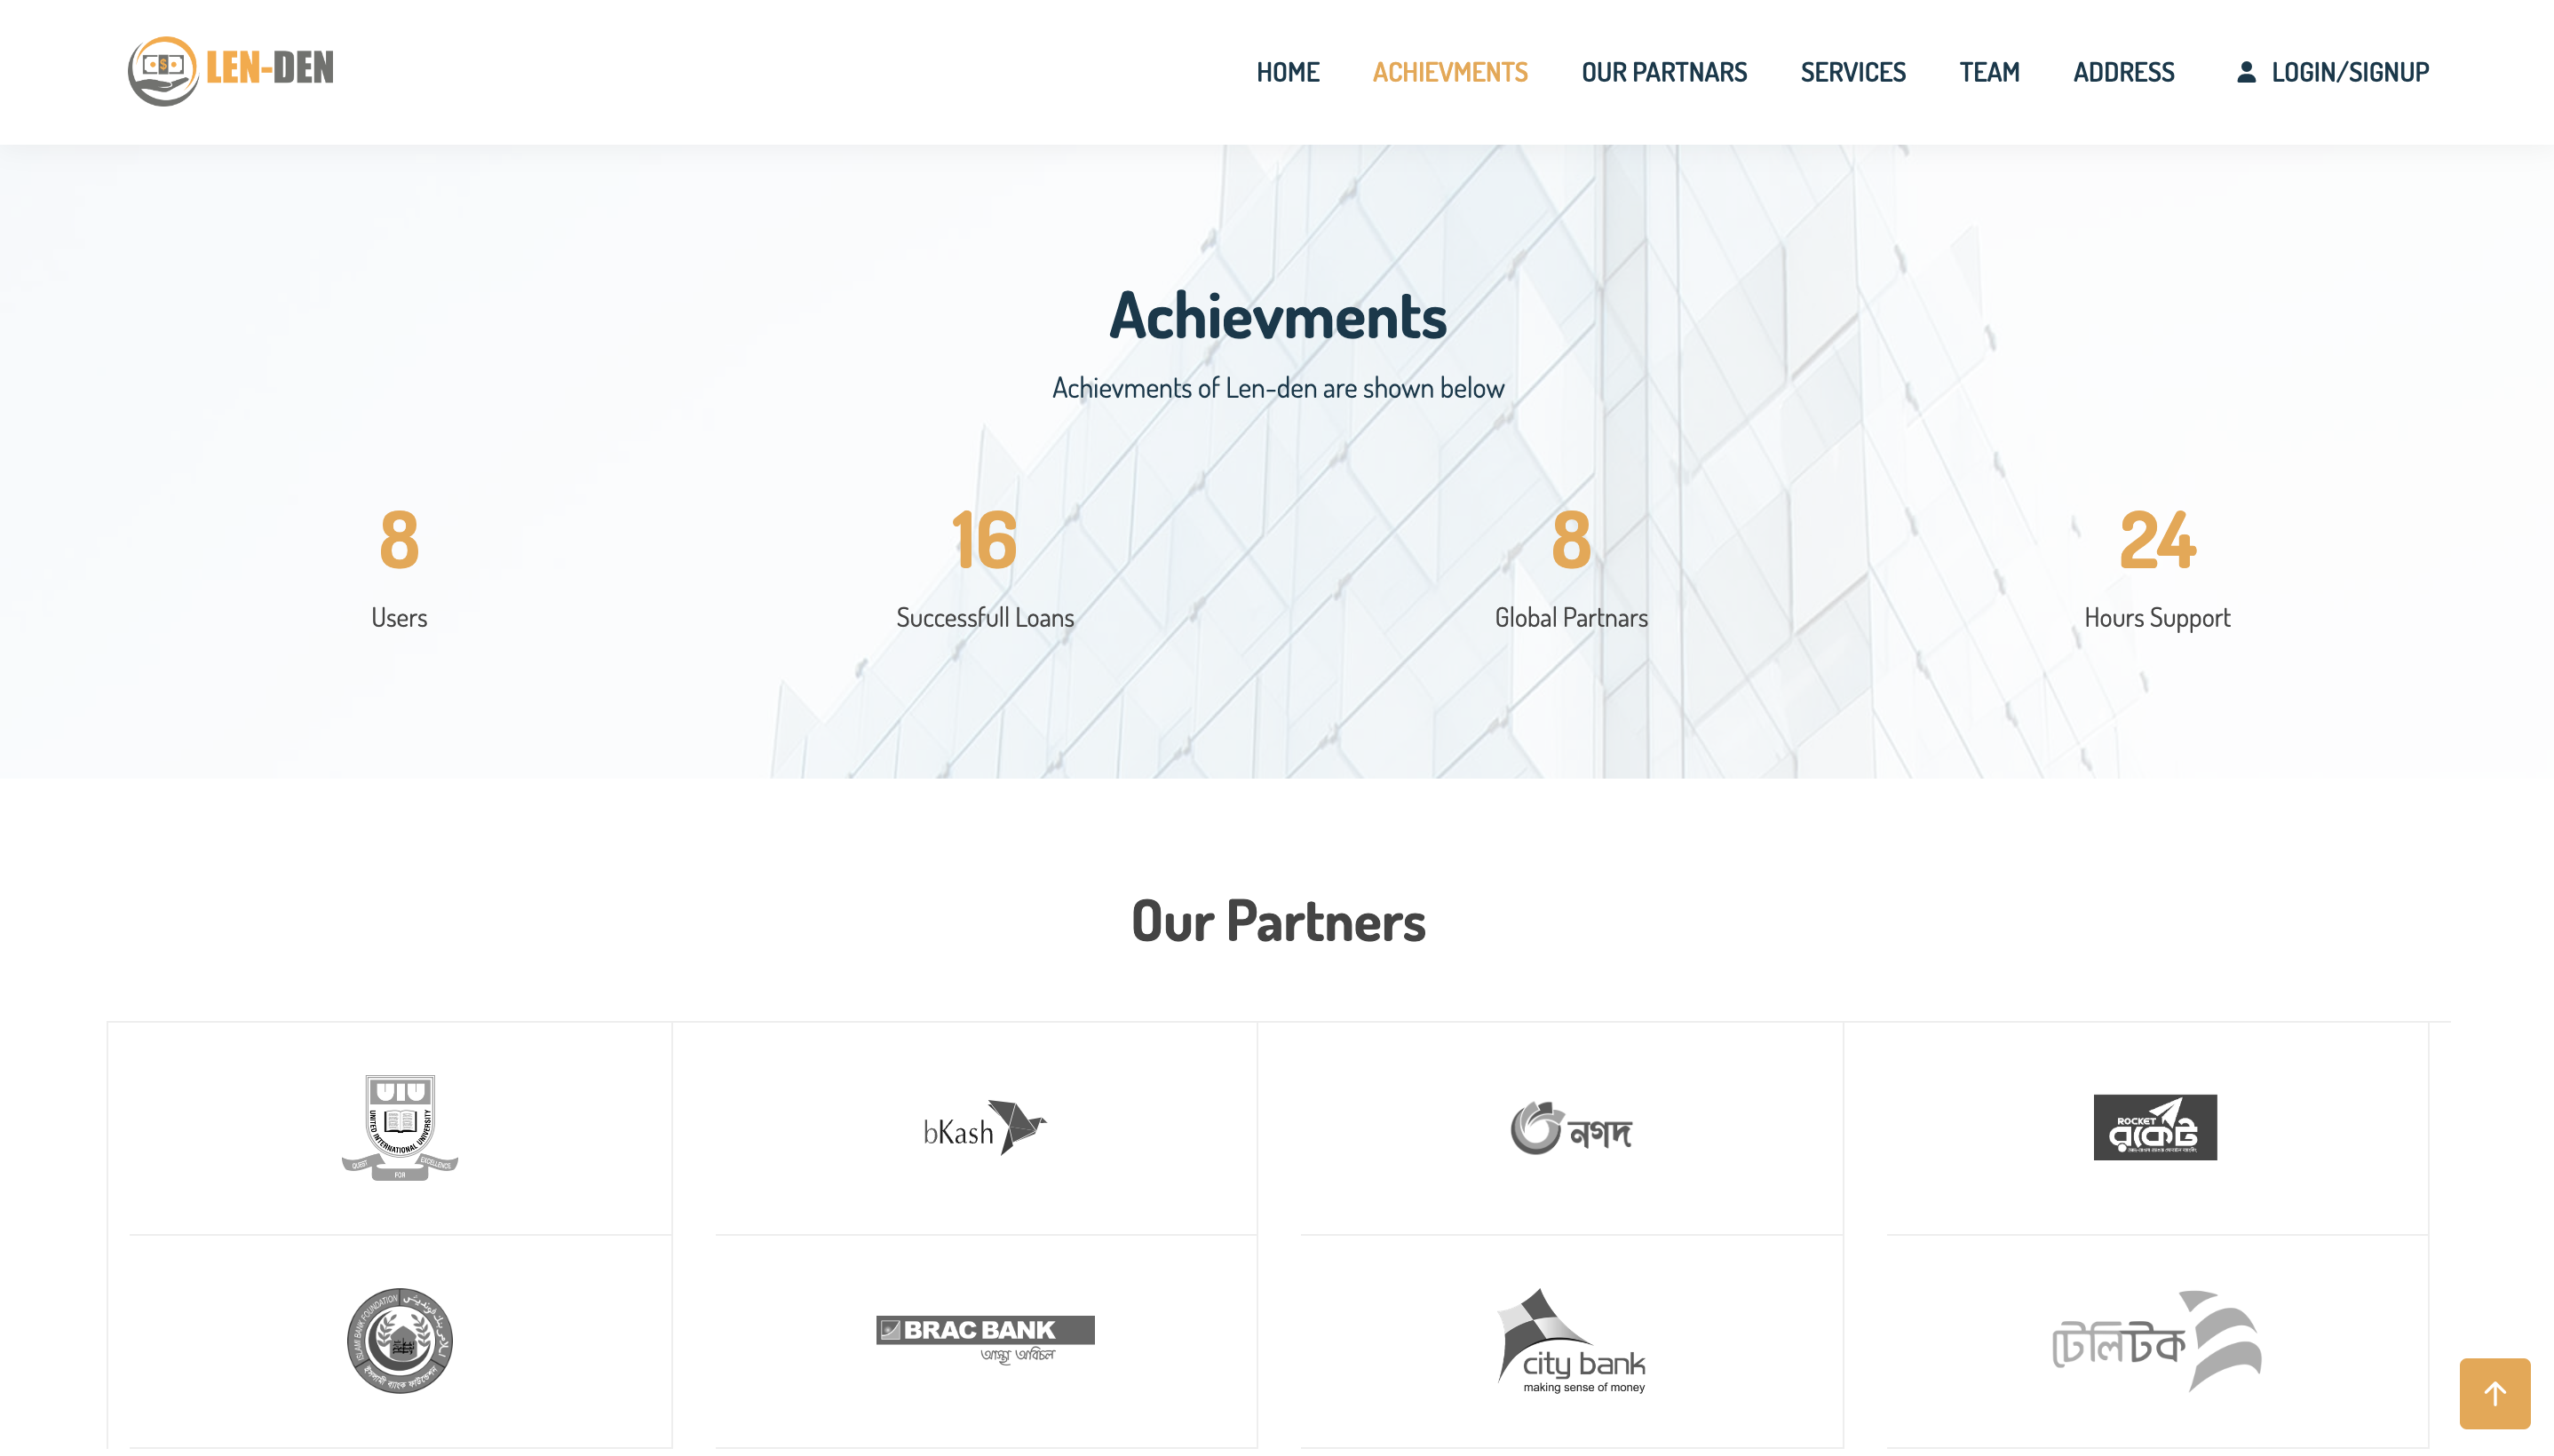 LEN-DEN
HOME ACHIEVMENTS OUR PARTNARS SERVICES TEAM ADDRESS LOGIN/SIGNUP
Achievments
Achievments of Len-den are shown below
8 16 8 24
Users Successfull Loans Global Partnars Hours Support
Our Partners
UIU
UNITED INTERNATIONAL UNIVERSITY
QUEST FOR EXCELLENCE
bKash
নগদ
ROCKET
রকেট
ISLAMI BANK FOUNDATION
ইসলামী ব্যাংক ফাউন্ডেশন
BRAC BANK
আস্থা অবিচল
city bank
making sense of money
টেলিটক